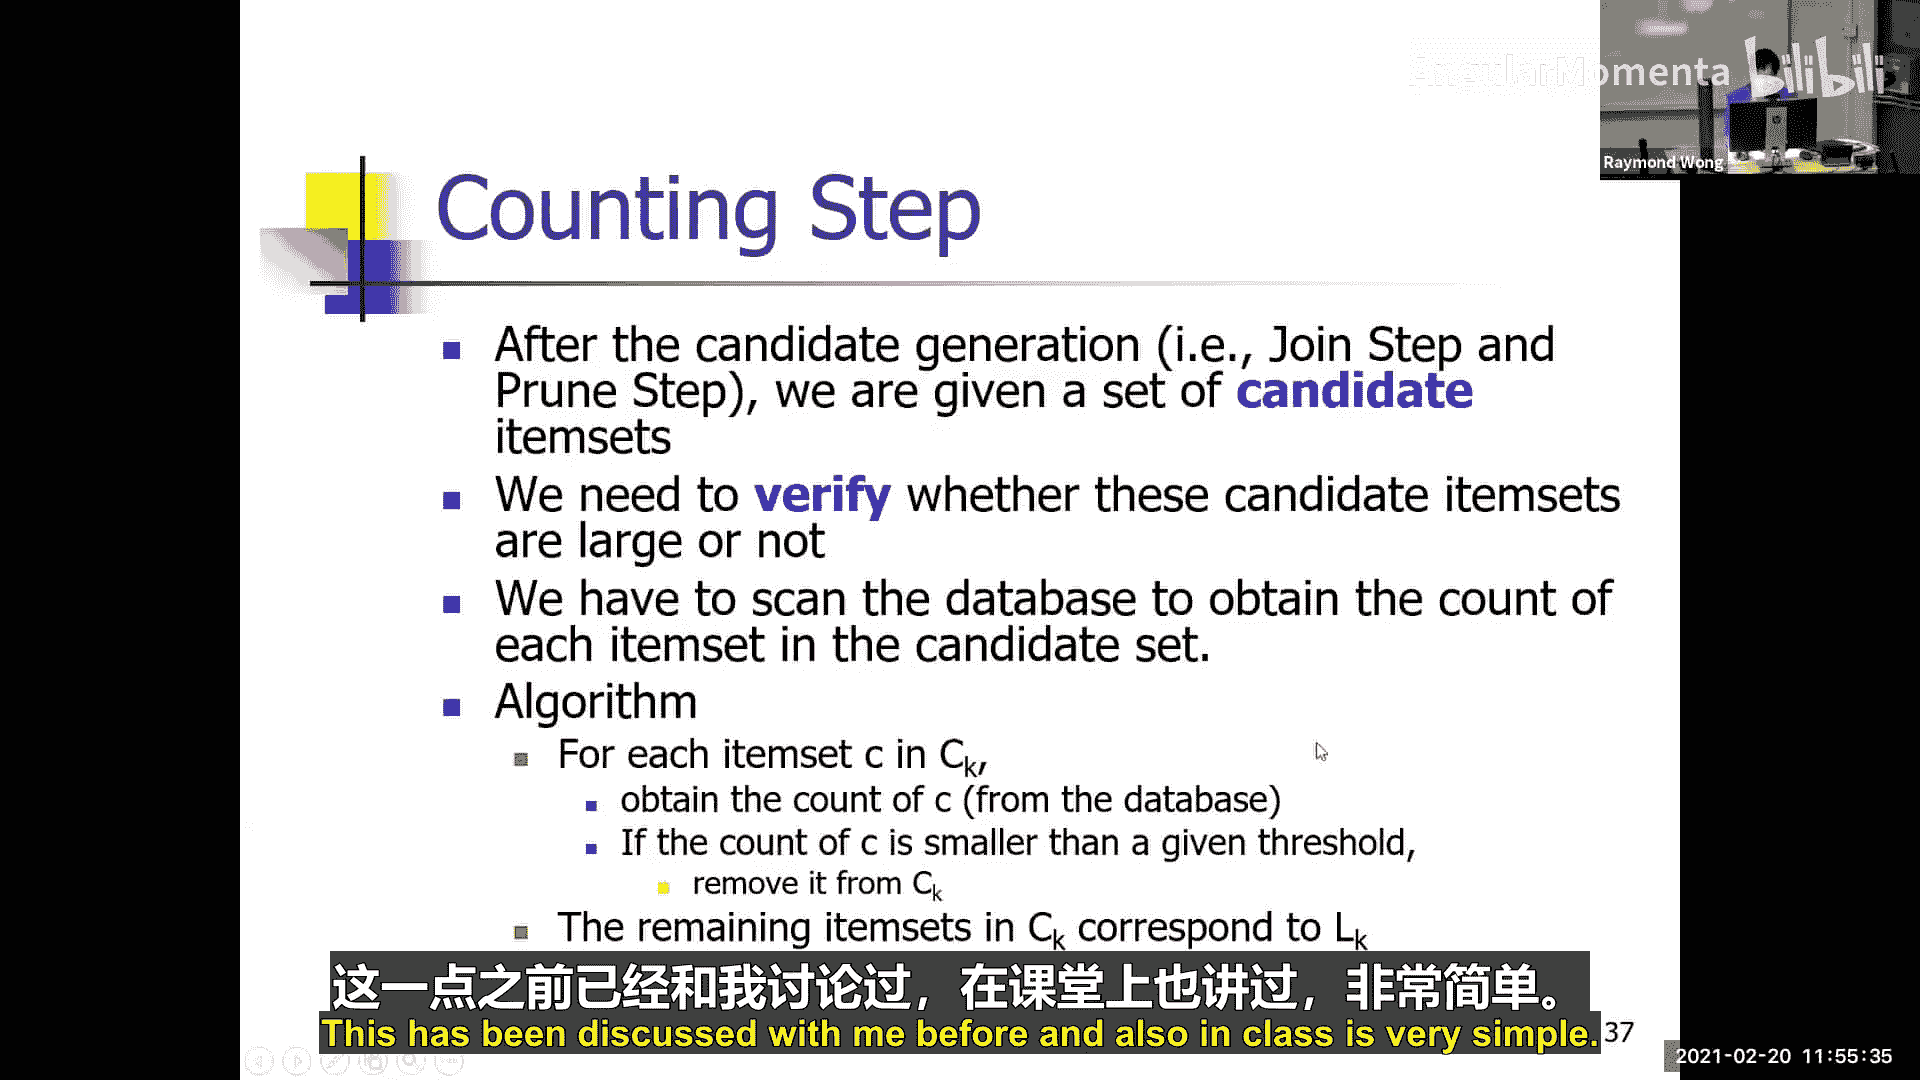 AngularMomenta bilibili
Raymond Wong
Counting Step
After the candidate generation (i.e., Join Step and
Prune Step), we are given a set of candidate
itemsets
We need to verify whether these candidate itemsets
are large or not
We have to scan the database to obtain the count of
each itemset in the candidate set.
Algorithm
For each itemset c in Ck,
obtain the count of c (from the database)
If the count of c is smaller than a given threshold,
remove it from Ck
The remaining itemsets in Ck correspond to Lk
这一点之前已经和我讨论过，在课堂上也讲过，非常简单。
This has been discussed with me before and also in class is very simple.
37
2021-02-20 11:55:35